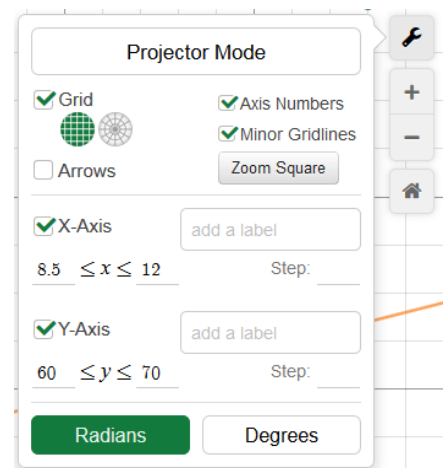 Projector Mode
Grid
Axis Numbers
Minor Gridlines
Arrows
Zoom Square
X-Axis
add a label
8.5 ≤ x ≤ 12
Step:
Y-Axis
add a label
60 ≤ y ≤ 70
Step:
Radians
Degrees
+
−